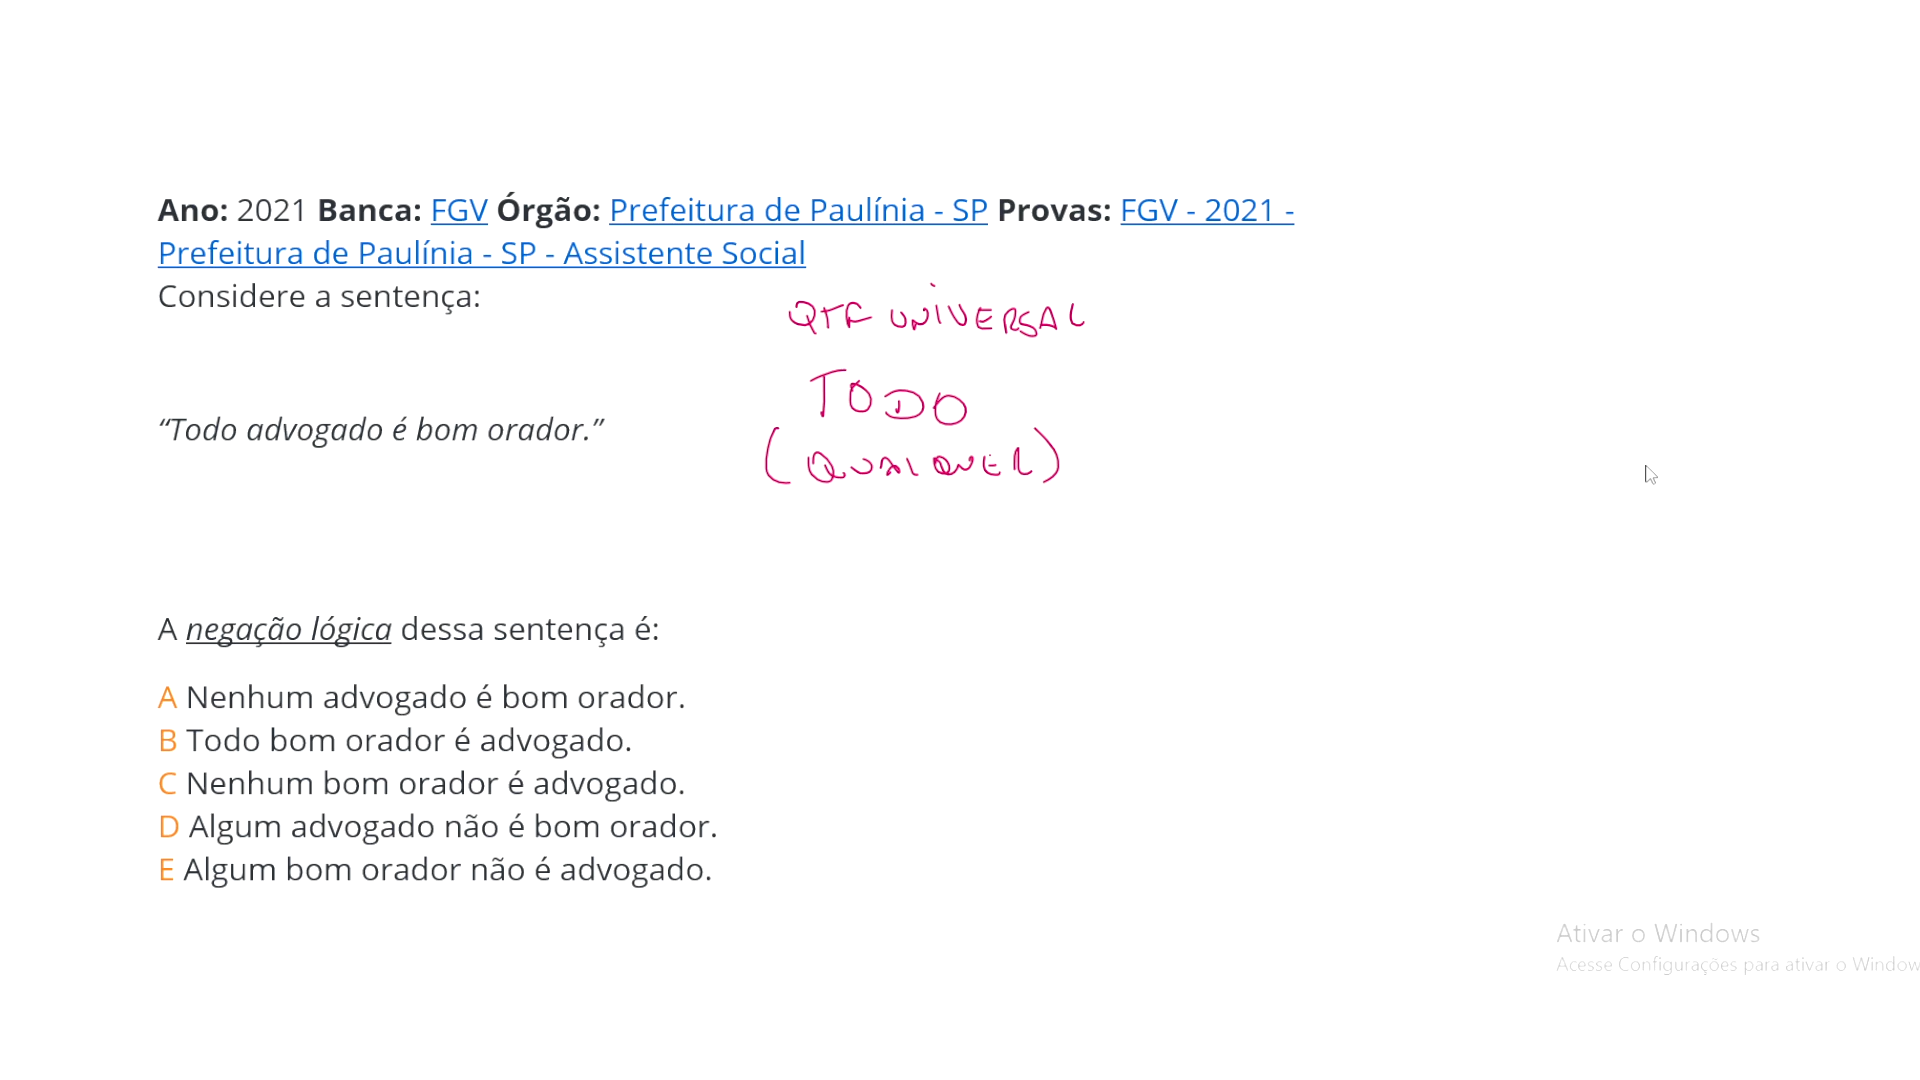 Ano: 2021 Banca: FGV Órgão: Prefeitura de Paulínia - SP Provas: FGV - 2021 -
Prefeitura de Paulínia - SP - Assistente Social
Considere a sentença:
QTF UNIVERSAL
TODO
“Todo advogado é bom orador.”
(QUALQUER)
A negação lógica dessa sentença é:
A Nenhum advogado é bom orador.
B Todo bom orador é advogado.
C Nenhum bom orador é advogado.
D Algum advogado não é bom orador.
E Algum bom orador não é advogado.
Ativar o Windows
Acesse Configurações para ativar o Window